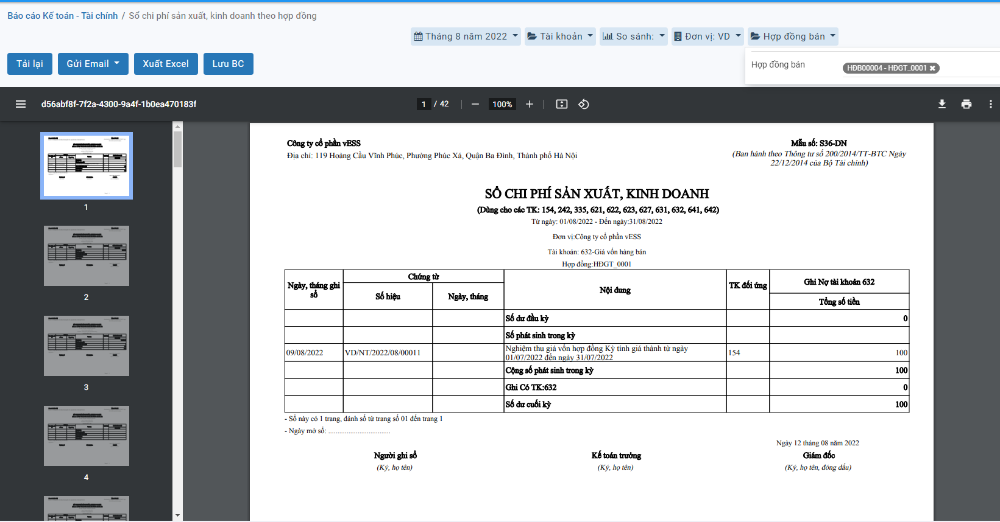 Báo cáo Kế toán - Tài chính / Sổ chi phí sản xuất, kinh doanh theo hợp đồng
Tháng 8 năm 2022 Tài khoản So sánh: Đơn vị: VD Hợp đồng bán
Tải lại Gửi Email Xuất Excel Lưu BC
Hợp đồng bán HĐB00004 - HĐGT_0001 ✖
d56abf8f-7f2a-4300-9a4f-1b0ea470183f 1 / 42 100%
1
2
3
4
Công ty cổ phần vESS
Địa chỉ: 119 Hoàng Cầu Vĩnh Phúc, Phường Phúc Xá, Quận Ba Đình, Thành phố Hà Nội
Mẫu số: S36-DN
(Ban hành theo Thông tư số 200/2014/TT-BTC Ngày
22/12/2014 của Bộ Tài chính)
SỔ CHI PHÍ SẢN XUẤT, KINH DOANH
(Dùng cho các TK: 154, 242, 335, 621, 622, 623, 627, 631, 632, 641, 642)
Từ ngày: 01/08/2022 - Đến ngày:31/08/2022
Đơn vị:Công ty cổ phần vESS
Tài khoản: 632-Giá vốn hàng bán
Hợp đồng:HĐGT_0001
Ngày, tháng ghi
sổ
Chứng từ
Số hiệu Ngày, tháng
Nội dung
TK đối ứng
Ghi Nợ tài khoản 632
Tổng số tiền
Số dư đầu kỳ 0
Số phát sinh trong kỳ
09/08/2022 VD/NT/2022/08/00011 Nghiệm thu giá vốn hợp đồng Kỳ tính giá thành từ ngày
01/07/2022 đến ngày 31/07/2022 154 100
Cộng số phát sinh trong kỳ 100
Ghi Có TK:632 0
Số dư cuối kỳ 100
- Sổ này có 1 trang, đánh số từ trang số 01 đến trang 1
- Ngày mở sổ: ..................................
Ngày 12 tháng 08 năm 2022
Người ghi sổ Kế toán trưởng Giám đốc
(Ký, họ tên) (Ký, họ tên) (Ký, họ tên, đóng dấu)